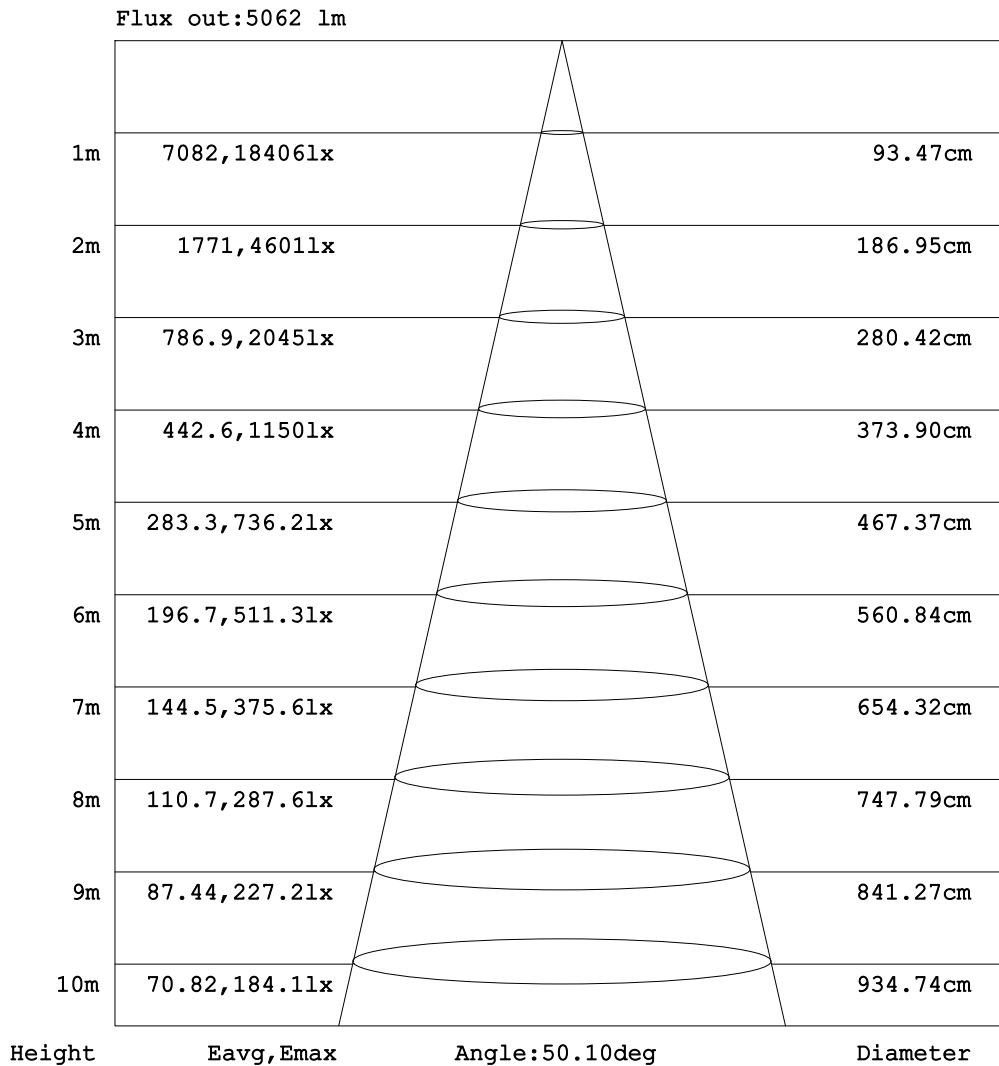 Flux out:5062 lm
1m 7082,18406lx 93.47cm
2m 1771,4601lx 186.95cm
3m 786.9,2045lx 280.42cm
4m 442.6,1150lx 373.90cm
5m 283.3,736.2lx 467.37cm
6m 196.7,511.3lx 560.84cm
7m 144.5,375.6lx 654.32cm
8m 110.7,287.6lx 747.79cm
9m 87.44,227.2lx 841.27cm
10m 70.82,184.1lx 934.74cm
Height Eavg,Emax Angle:50.10deg Diameter